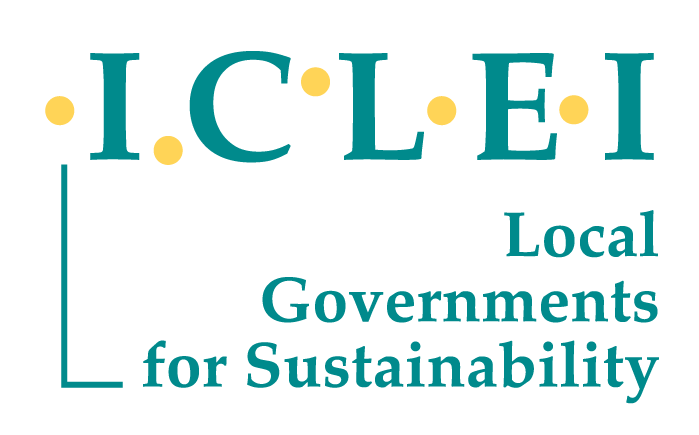 ·I.C·L·E·I
Local
Governments
for Sustainability